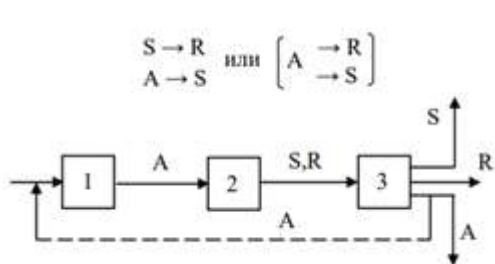 S → R
A → S
или
A → R
→ S
S
A
S,R
R
1
2
3
A
A